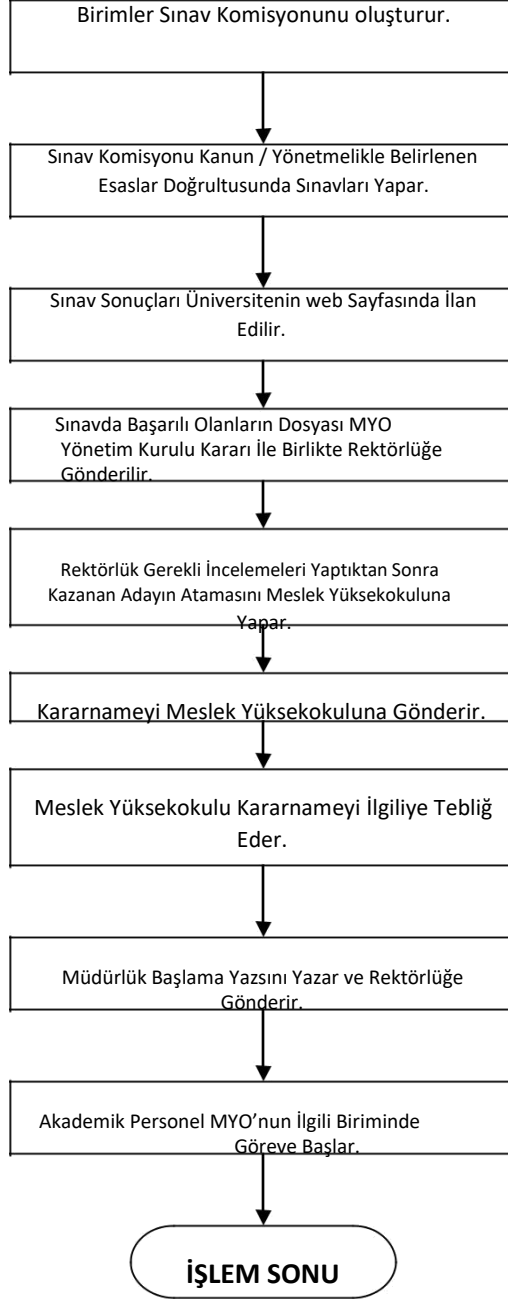 Birimler Sınav Komisyonunu oluşturur.
Sınav Komisyonu Kanun / Yönetmelikle Belirlenen
Esaslar Doğrultusunda Sınavları Yapar.
Sınav Sonuçları Üniversitenin web Sayfasında İlan
Edilir.
Sınavda Başarılı Olanların Dosyası MYO
Yönetim Kurulu Kararı İle Birlikte Rektörlüğe
Gönderilir.
Rektörlük Gerekli İncelemeleri Yaptıktan Sonra
Kazanan Adayın Atamasını Meslek Yüksekokuluna
Yapar.
Kararnameyi Meslek Yüksekokuluna Gönderir.
Meslek Yüksekokulu Kararnameyi İlgiliye Tebliğ
Eder.
Müdürlük Başlama Yazsını Yazar ve Rektörlüğe
Gönderir.
Akademik Personel MYO’nun İlgili Biriminde
Göreve Başlar.
İŞLEM SONU